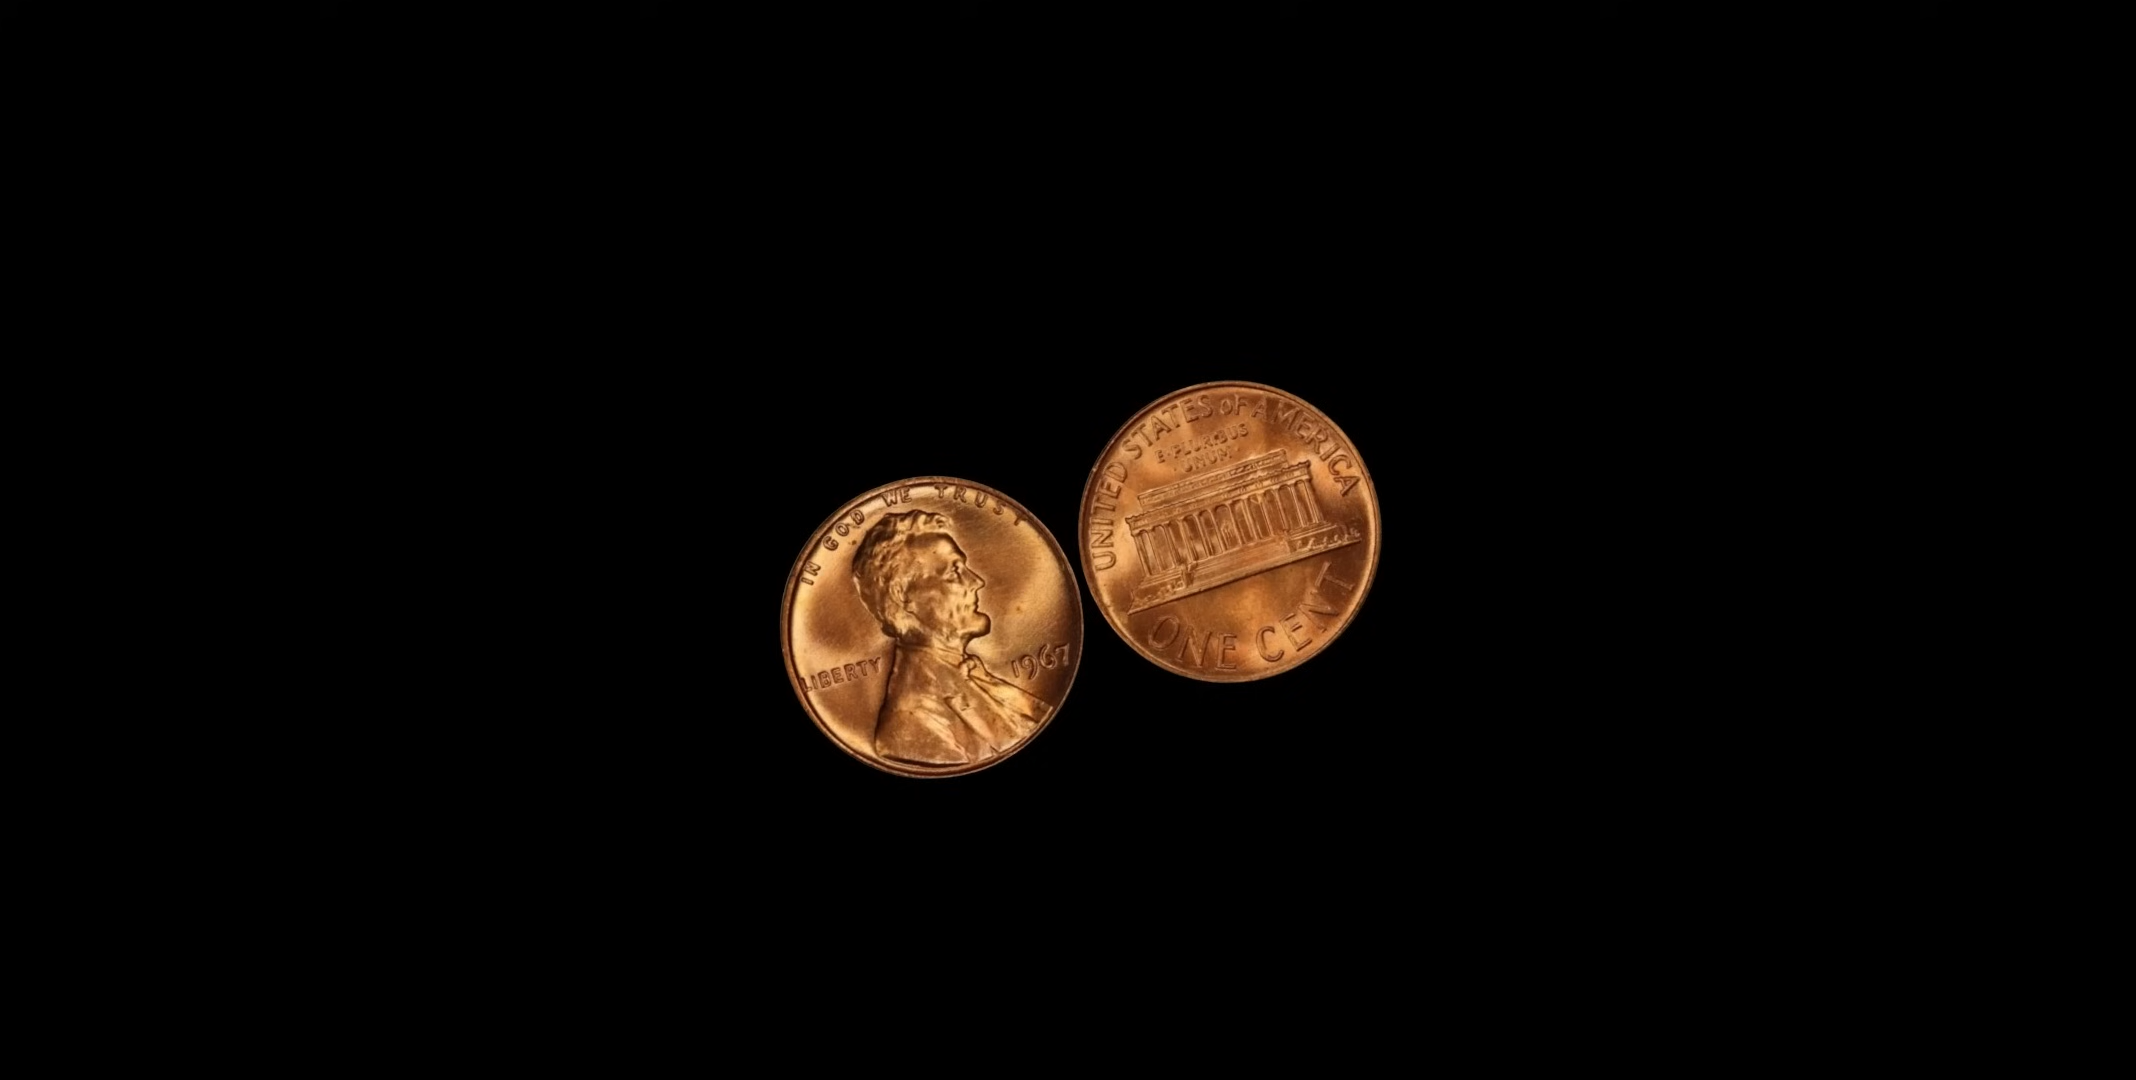 IN GOD WE TRUST
LIBERTY
1967
UNITED STATES OF AMERICA
E·PLURIBUS
UNUM
ONE CENT